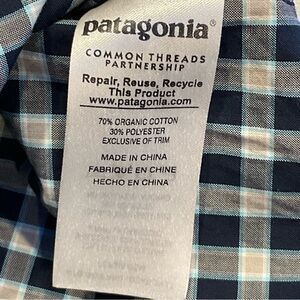 patagonia®
COMMON THREADS
PARTNERSHIP
Repair, Reuse, Recycle
This Product
www.patagonia.com
70% ORGANIC COTTON
30% POLYESTER
EXCLUSIVE OF TRIM
MADE IN CHINA
FABRIQUÉ EN CHINE
HECHO EN CHINA